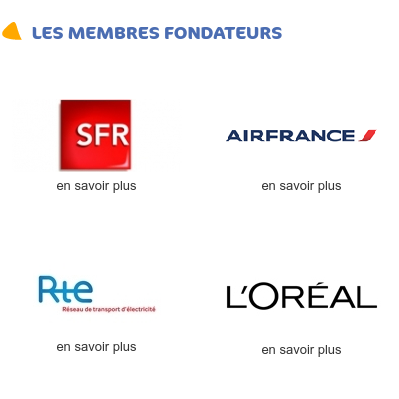 LES MEMBRES FONDATEURS
SFR
AIRFRANCE
en savoir plus
en savoir plus
Rte
Réseau de transport d'électricité
L'ORÉAL
en savoir plus
en savoir plus